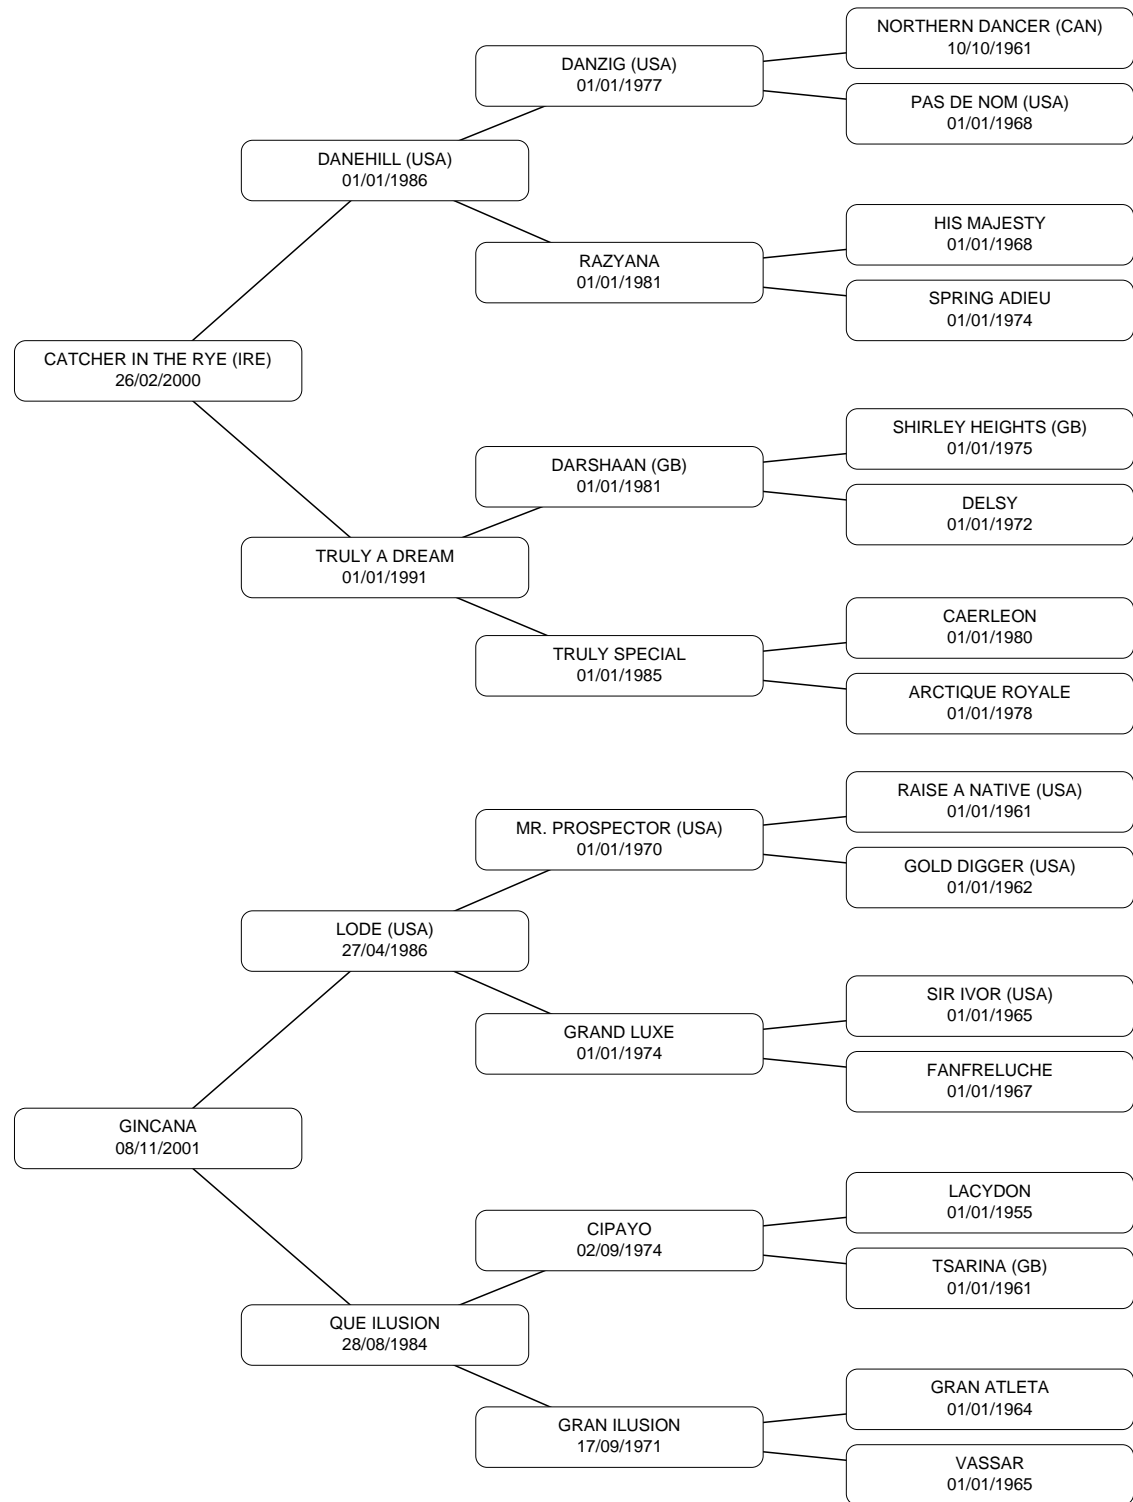 NORTHERN DANCER (CAN)
10/10/1961
DANZIG (USA)
01/01/1977
PAS DE NOM (USA)
01/01/1968
DANEHILL (USA)
01/01/1986
HIS MAJESTY
01/01/1968
RAZYANA
01/01/1981
SPRING ADIEU
01/01/1974
CATCHER IN THE RYE (IRE)
26/02/2000
SHIRLEY HEIGHTS (GB)
01/01/1975
DARSHAAN (GB)
01/01/1981
DELSY
01/01/1972
TRULY A DREAM
01/01/1991
CAERLEON
01/01/1980
TRULY SPECIAL
01/01/1985
ARCTIQUE ROYALE
01/01/1978
RAISE A NATIVE (USA)
01/01/1961
MR. PROSPECTOR (USA)
01/01/1970
GOLD DIGGER (USA)
01/01/1962
LODE (USA)
27/04/1986
SIR IVOR (USA)
01/01/1965
GRAND LUXE
01/01/1974
FANFRELUCHE
01/01/1967
GINCANA
08/11/2001
LACYDON
01/01/1955
CIPAYO
02/09/1974
TSARINA (GB)
01/01/1961
QUE ILUSION
28/08/1984
GRAN ATLETA
01/01/1964
GRAN ILUSION
17/09/1971
VASSAR
01/01/1965